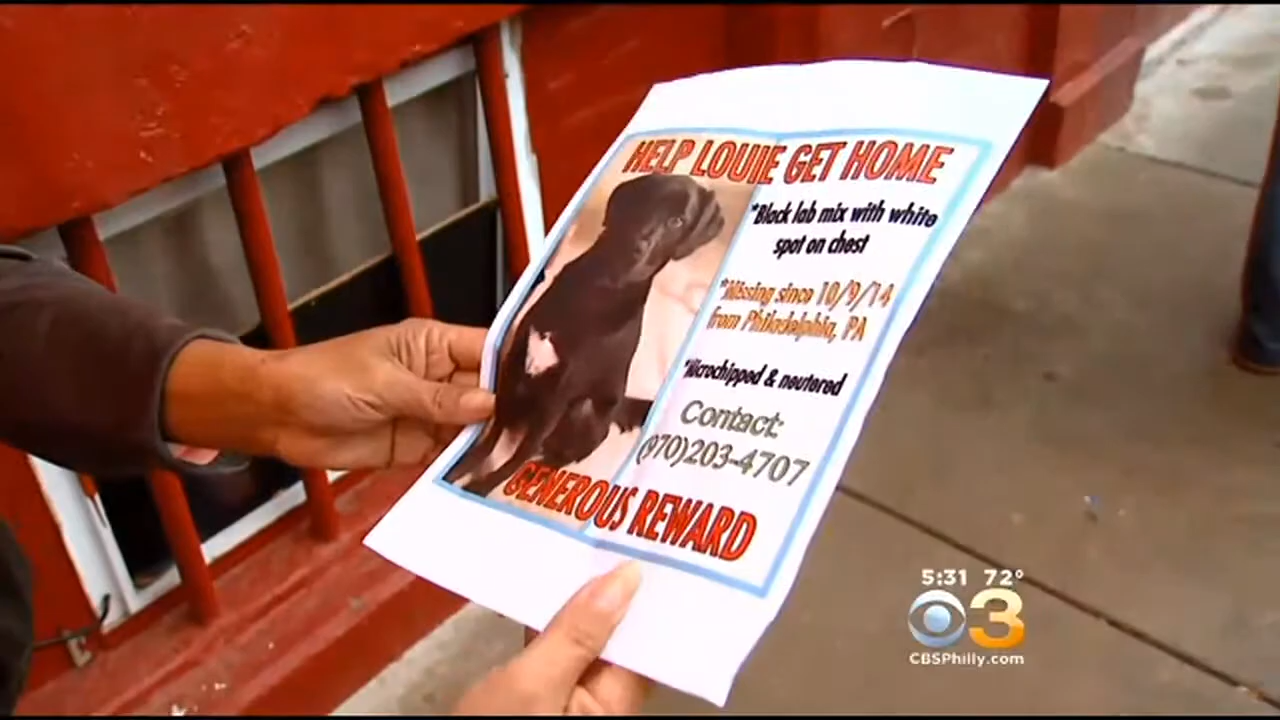 HELP LOUIE GET HOME
*Black lab mix with white
spot on chest
*Missing since 10/9/14
from Philadelphia, PA
*Microchipped & neutered
Contact:
(970)203-4707
GENEROUS REWARD
5:31 72°
3
CBSPhilly.com